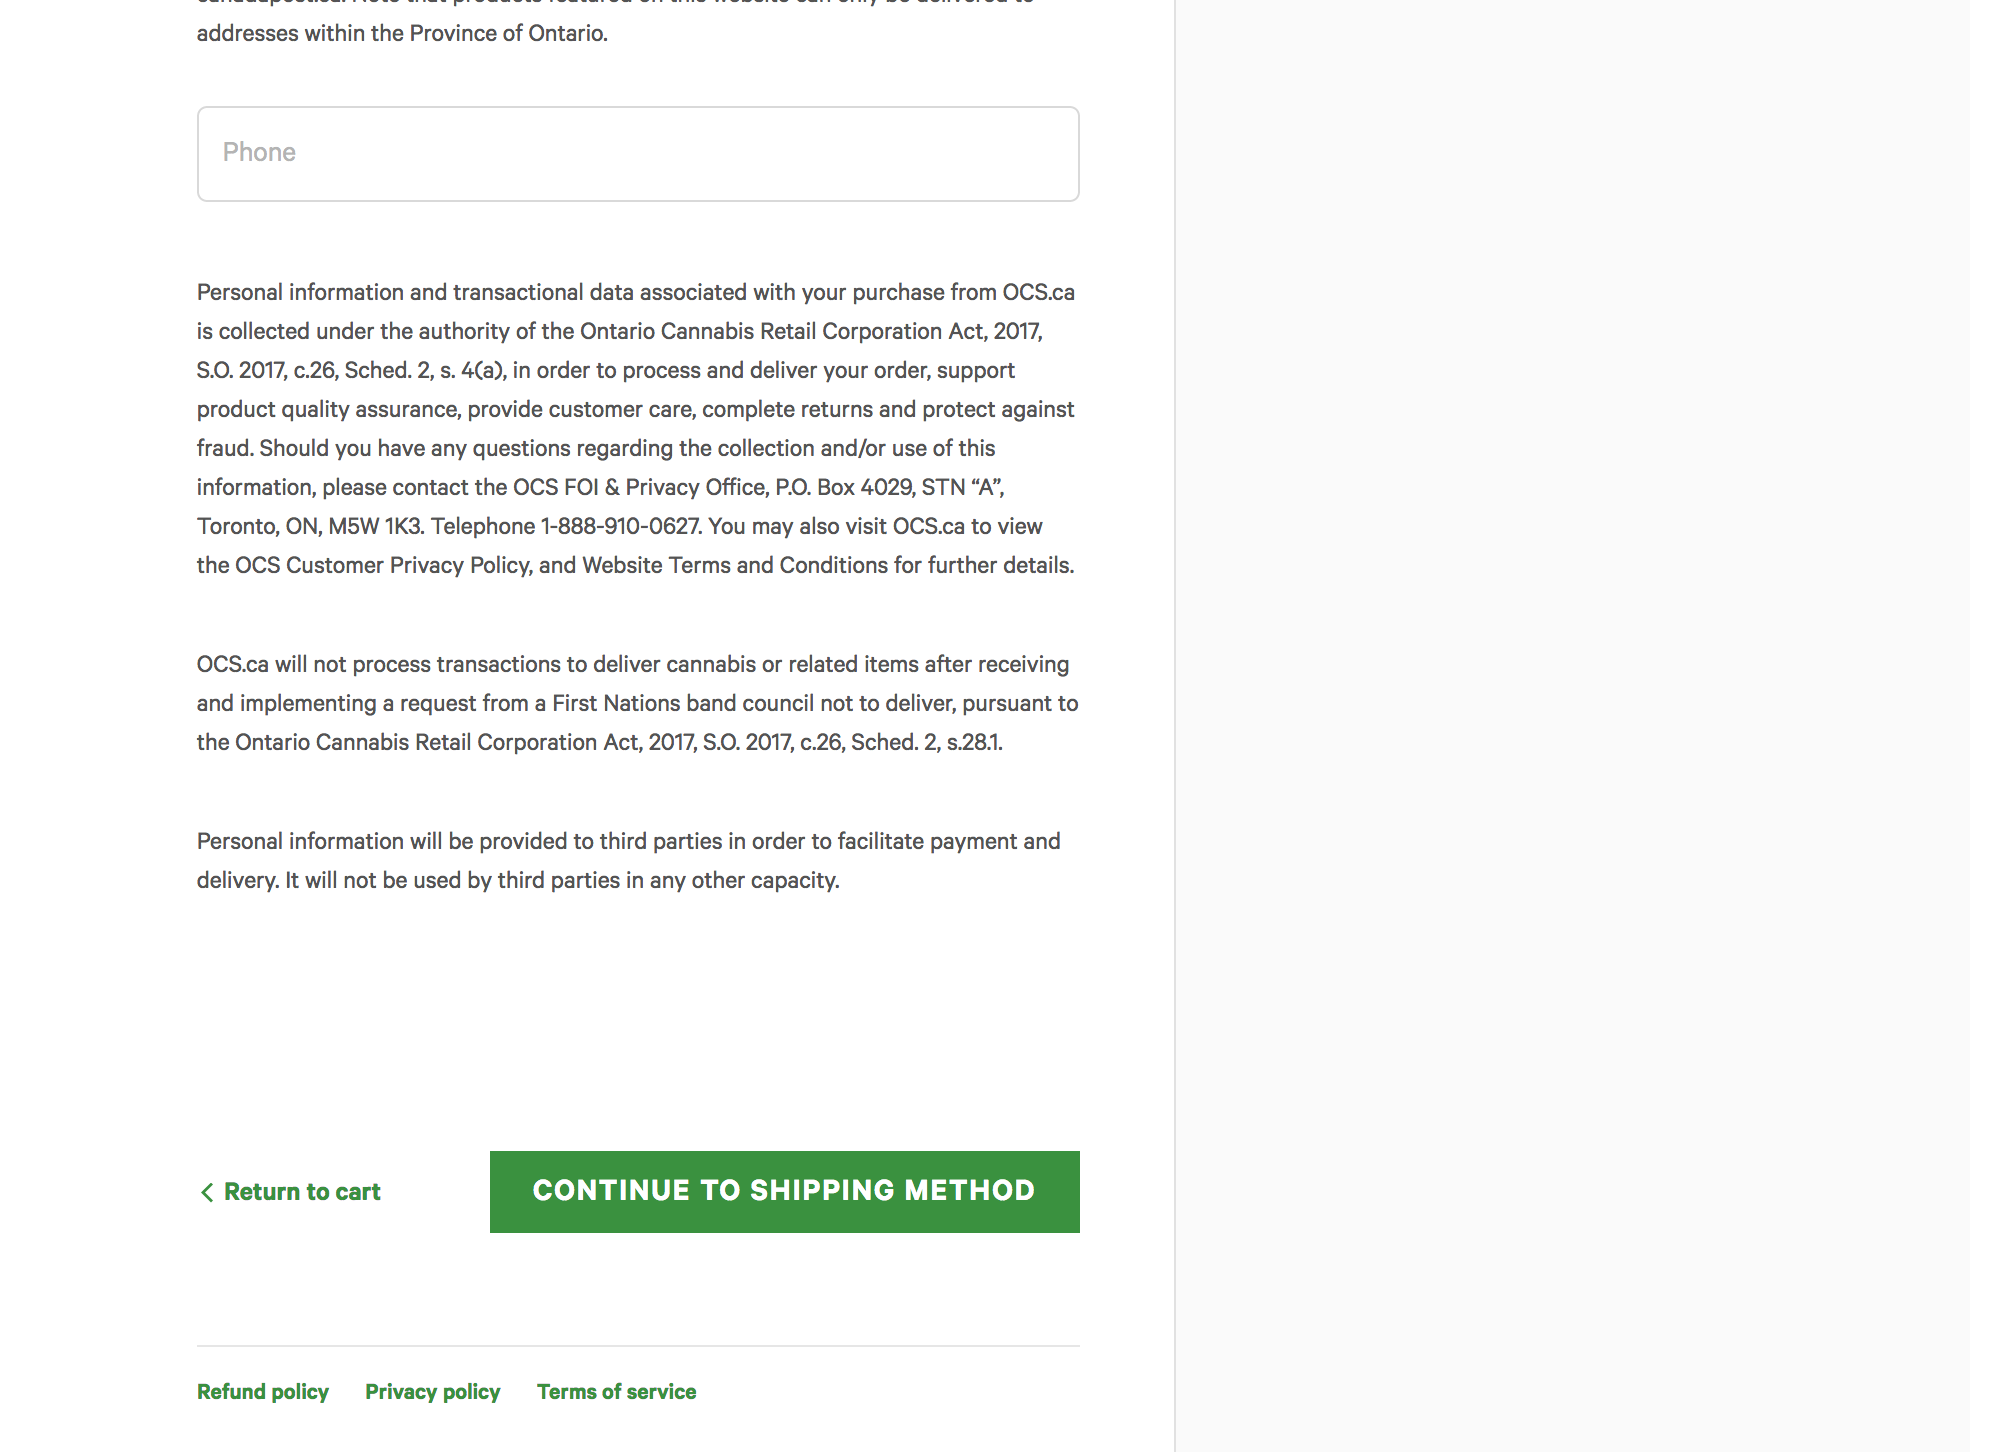 addresses within the Province of Ontario.
Phone
Personal information and transactional data associated with your purchase from OCS.ca
is collected under the authority of the Ontario Cannabis Retail Corporation Act, 2017,
S.O. 2017, c.26, Sched. 2, s. 4(a), in order to process and deliver your order, support
product quality assurance, provide customer care, complete returns and protect against
fraud. Should you have any questions regarding the collection and/or use of this
information, please contact the OCS FOI & Privacy Office, P.O. Box 4029, STN “A”,
Toronto, ON, M5W 1K3. Telephone 1-888-910-0627. You may also visit OCS.ca to view
the OCS Customer Privacy Policy, and Website Terms and Conditions for further details.
OCS.ca will not process transactions to deliver cannabis or related items after receiving
and implementing a request from a First Nations band council not to deliver, pursuant to
the Ontario Cannabis Retail Corporation Act, 2017, S.O. 2017, c.26, Sched. 2, s.28.1.
Personal information will be provided to third parties in order to facilitate payment and
delivery. It will not be used by third parties in any other capacity.
Return to cart
CONTINUE TO SHIPPING METHOD
Refund policy Privacy policy Terms of service